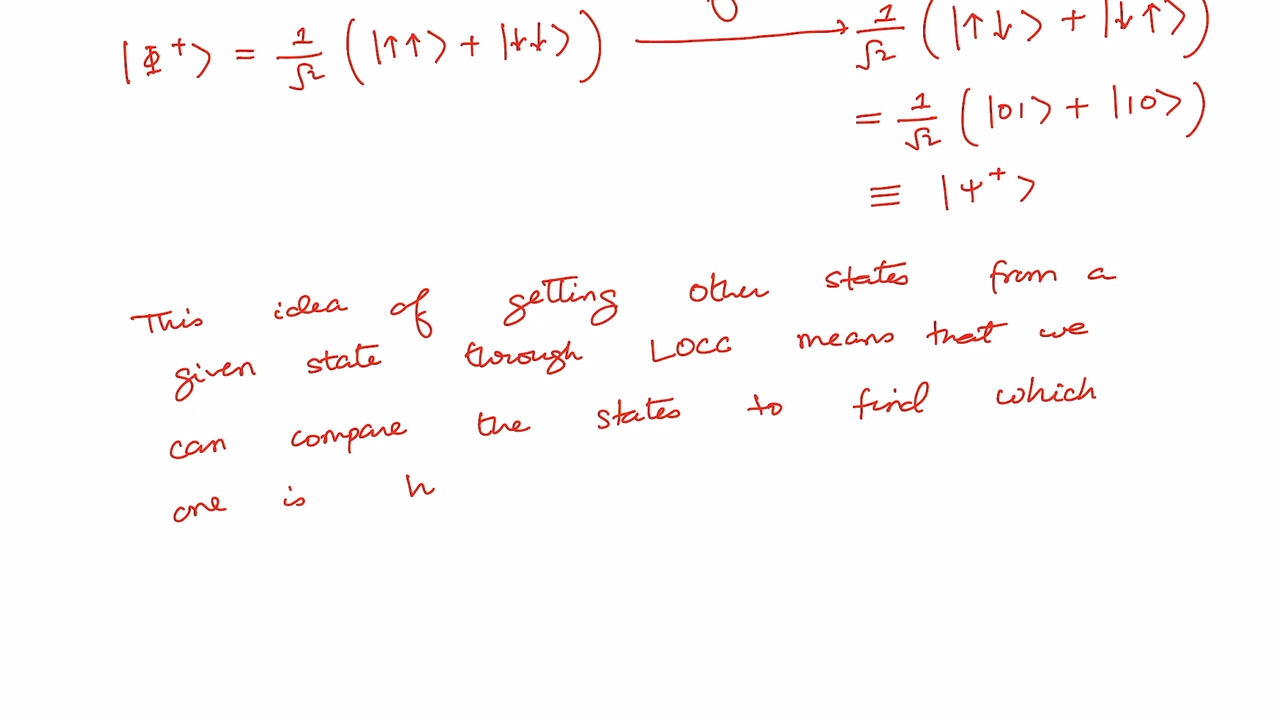 |Φ⁺> = 1/√2 (|↑↑> + |↓↓>) ⟶ 1/√2 (|↑↓> + |↓↑>)
= 1/√2 (|01> + |10>)
≡ |ψ⁺>
This idea of getting other states from a
given state through LOCC means that we
can compare the states to find which
one is h